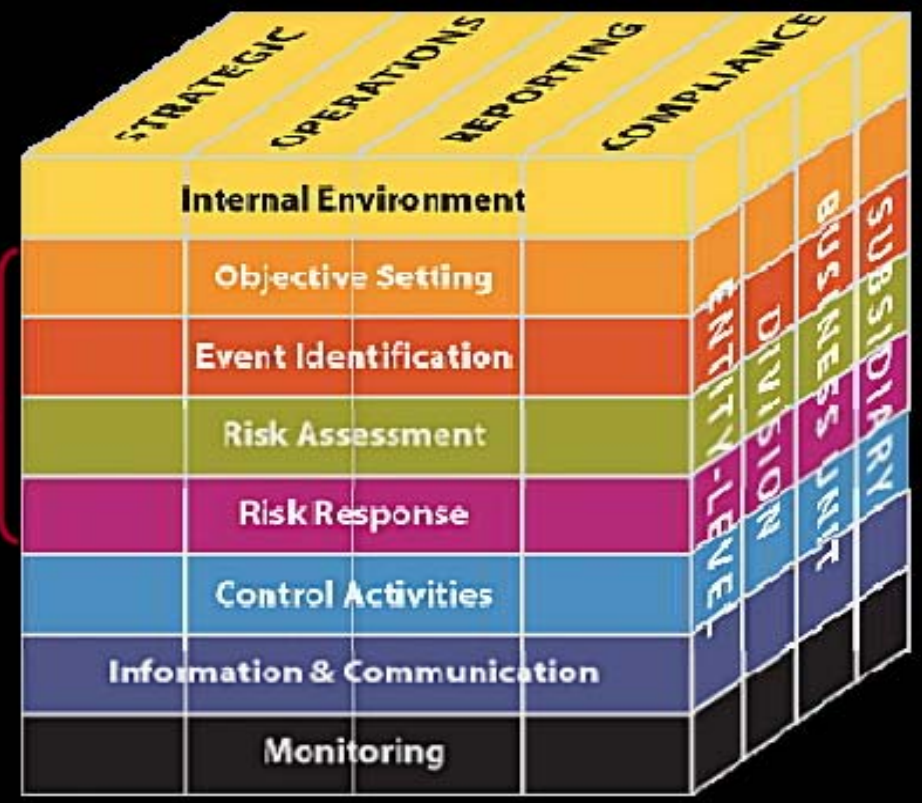 STRATEGIC
OPERATIONS
REPORTING
COMPLIANCE
Internal Environment
Objective Setting
Event Identification
Risk Assessment
Risk Response
Control Activities
Information & Communication
Monitoring
ENTITY-LEVEL
DIVISION
BUSINESS UNIT
SUBSIDIARY